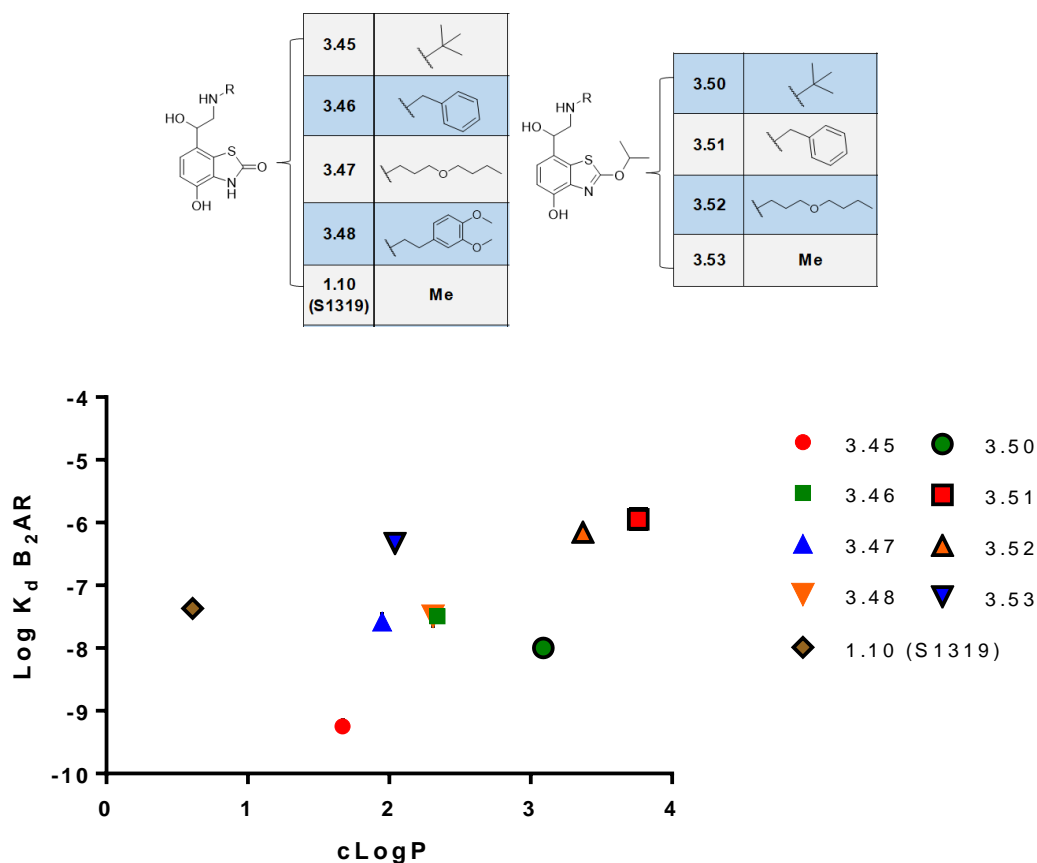 3.45
3.46
3.47
O
3.48
O
O
1.10
(S1319)
Me
HN
R
HO
S
O
N
H
OH
3.50
3.51
3.52
O
3.53
Me
HN
R
HO
S
N
O
OH
-4
-5
-6
-7
-8
-9
-10
0
1
2
3
4
Log Kd B2AR
cLogP
3.45
3.50
3.46
3.51
3.47
3.52
3.48
3.53
1.10 (S1319)